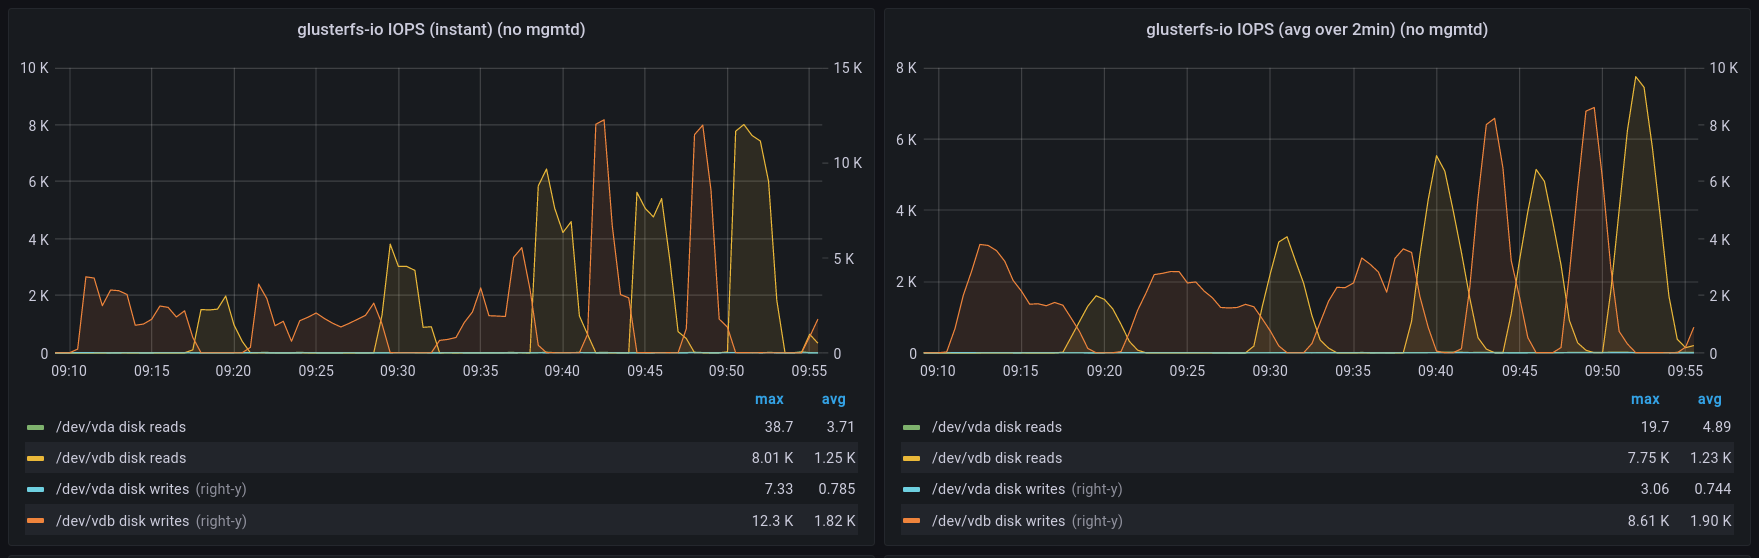 glusterfs-io IOPS (instant) (no mgmtd)
10 K 15 K
8 K
10 K
6 K
4 K
5 K
2 K
0 0
09:10 09:15 09:20 09:25 09:30 09:35 09:40 09:45 09:50 09:55
max avg
/dev/vda disk reads 38.7 3.71
/dev/vdb disk reads 8.01 K 1.25 K
/dev/vda disk writes (right-y) 7.33 0.785
/dev/vdb disk writes (right-y) 12.3 K 1.82 K
glusterfs-io IOPS (avg over 2min) (no mgmtd)
8 K 10 K
8 K
6 K
6 K
4 K
4 K
2 K
2 K
0 0
09:10 09:15 09:20 09:25 09:30 09:35 09:40 09:45 09:50 09:55
max avg
/dev/vda disk reads 19.7 4.89
/dev/vdb disk reads 7.75 K 1.23 K
/dev/vda disk writes (right-y) 3.06 0.744
/dev/vdb disk writes (right-y) 8.61 K 1.90 K